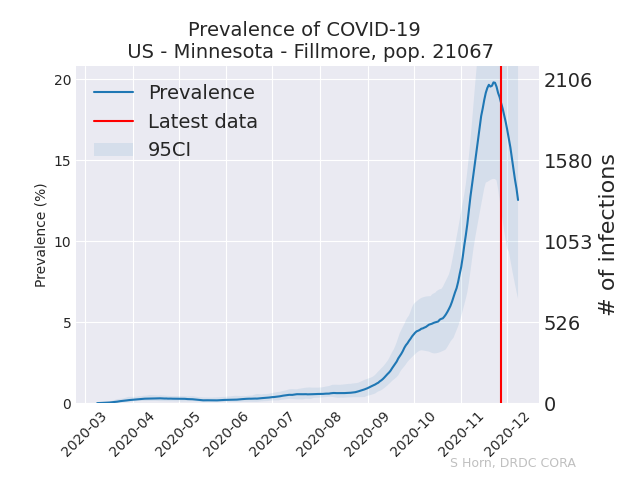 Prevalence of COVID-19
US - Minnesota - Fillmore, pop. 21067
Prevalence
Latest data
95CI
Prevalence (%)
20
15
10
5
0
2106
1580
1053
526
0
# of infections
2020-03
2020-04
2020-05
2020-06
2020-07
2020-08
2020-09
2020-10
2020-11
2020-12
S Horn, DRDC CORA